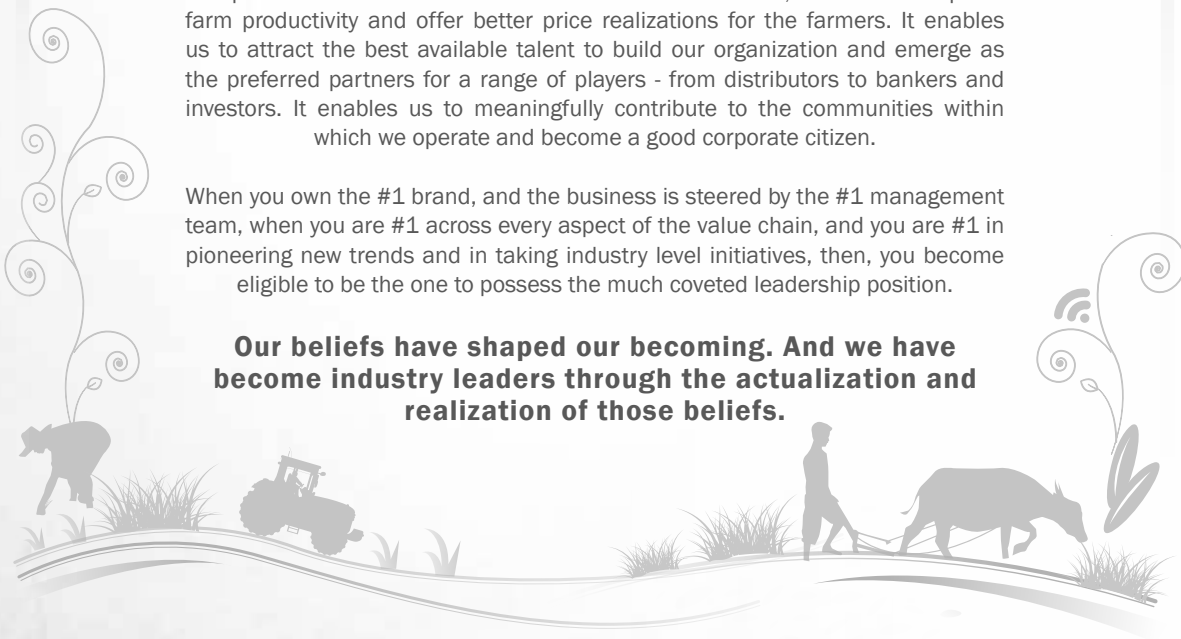 farm productivity and offer better price realizations for the farmers. It enables
us to attract the best available talent to build our organization and emerge as
the preferred partners for a range of players - from distributors to bankers and
investors. It enables us to meaningfully contribute to the communities within
which we operate and become a good corporate citizen.
When you own the #1 brand, and the business is steered by the #1 management
team, when you are #1 across every aspect of the value chain, and you are #1 in
pioneering new trends and in taking industry level initiatives, then, you become
eligible to be the one to possess the much coveted leadership position.
Our beliefs have shaped our becoming. And we have
become industry leaders through the actualization and
realization of those beliefs.